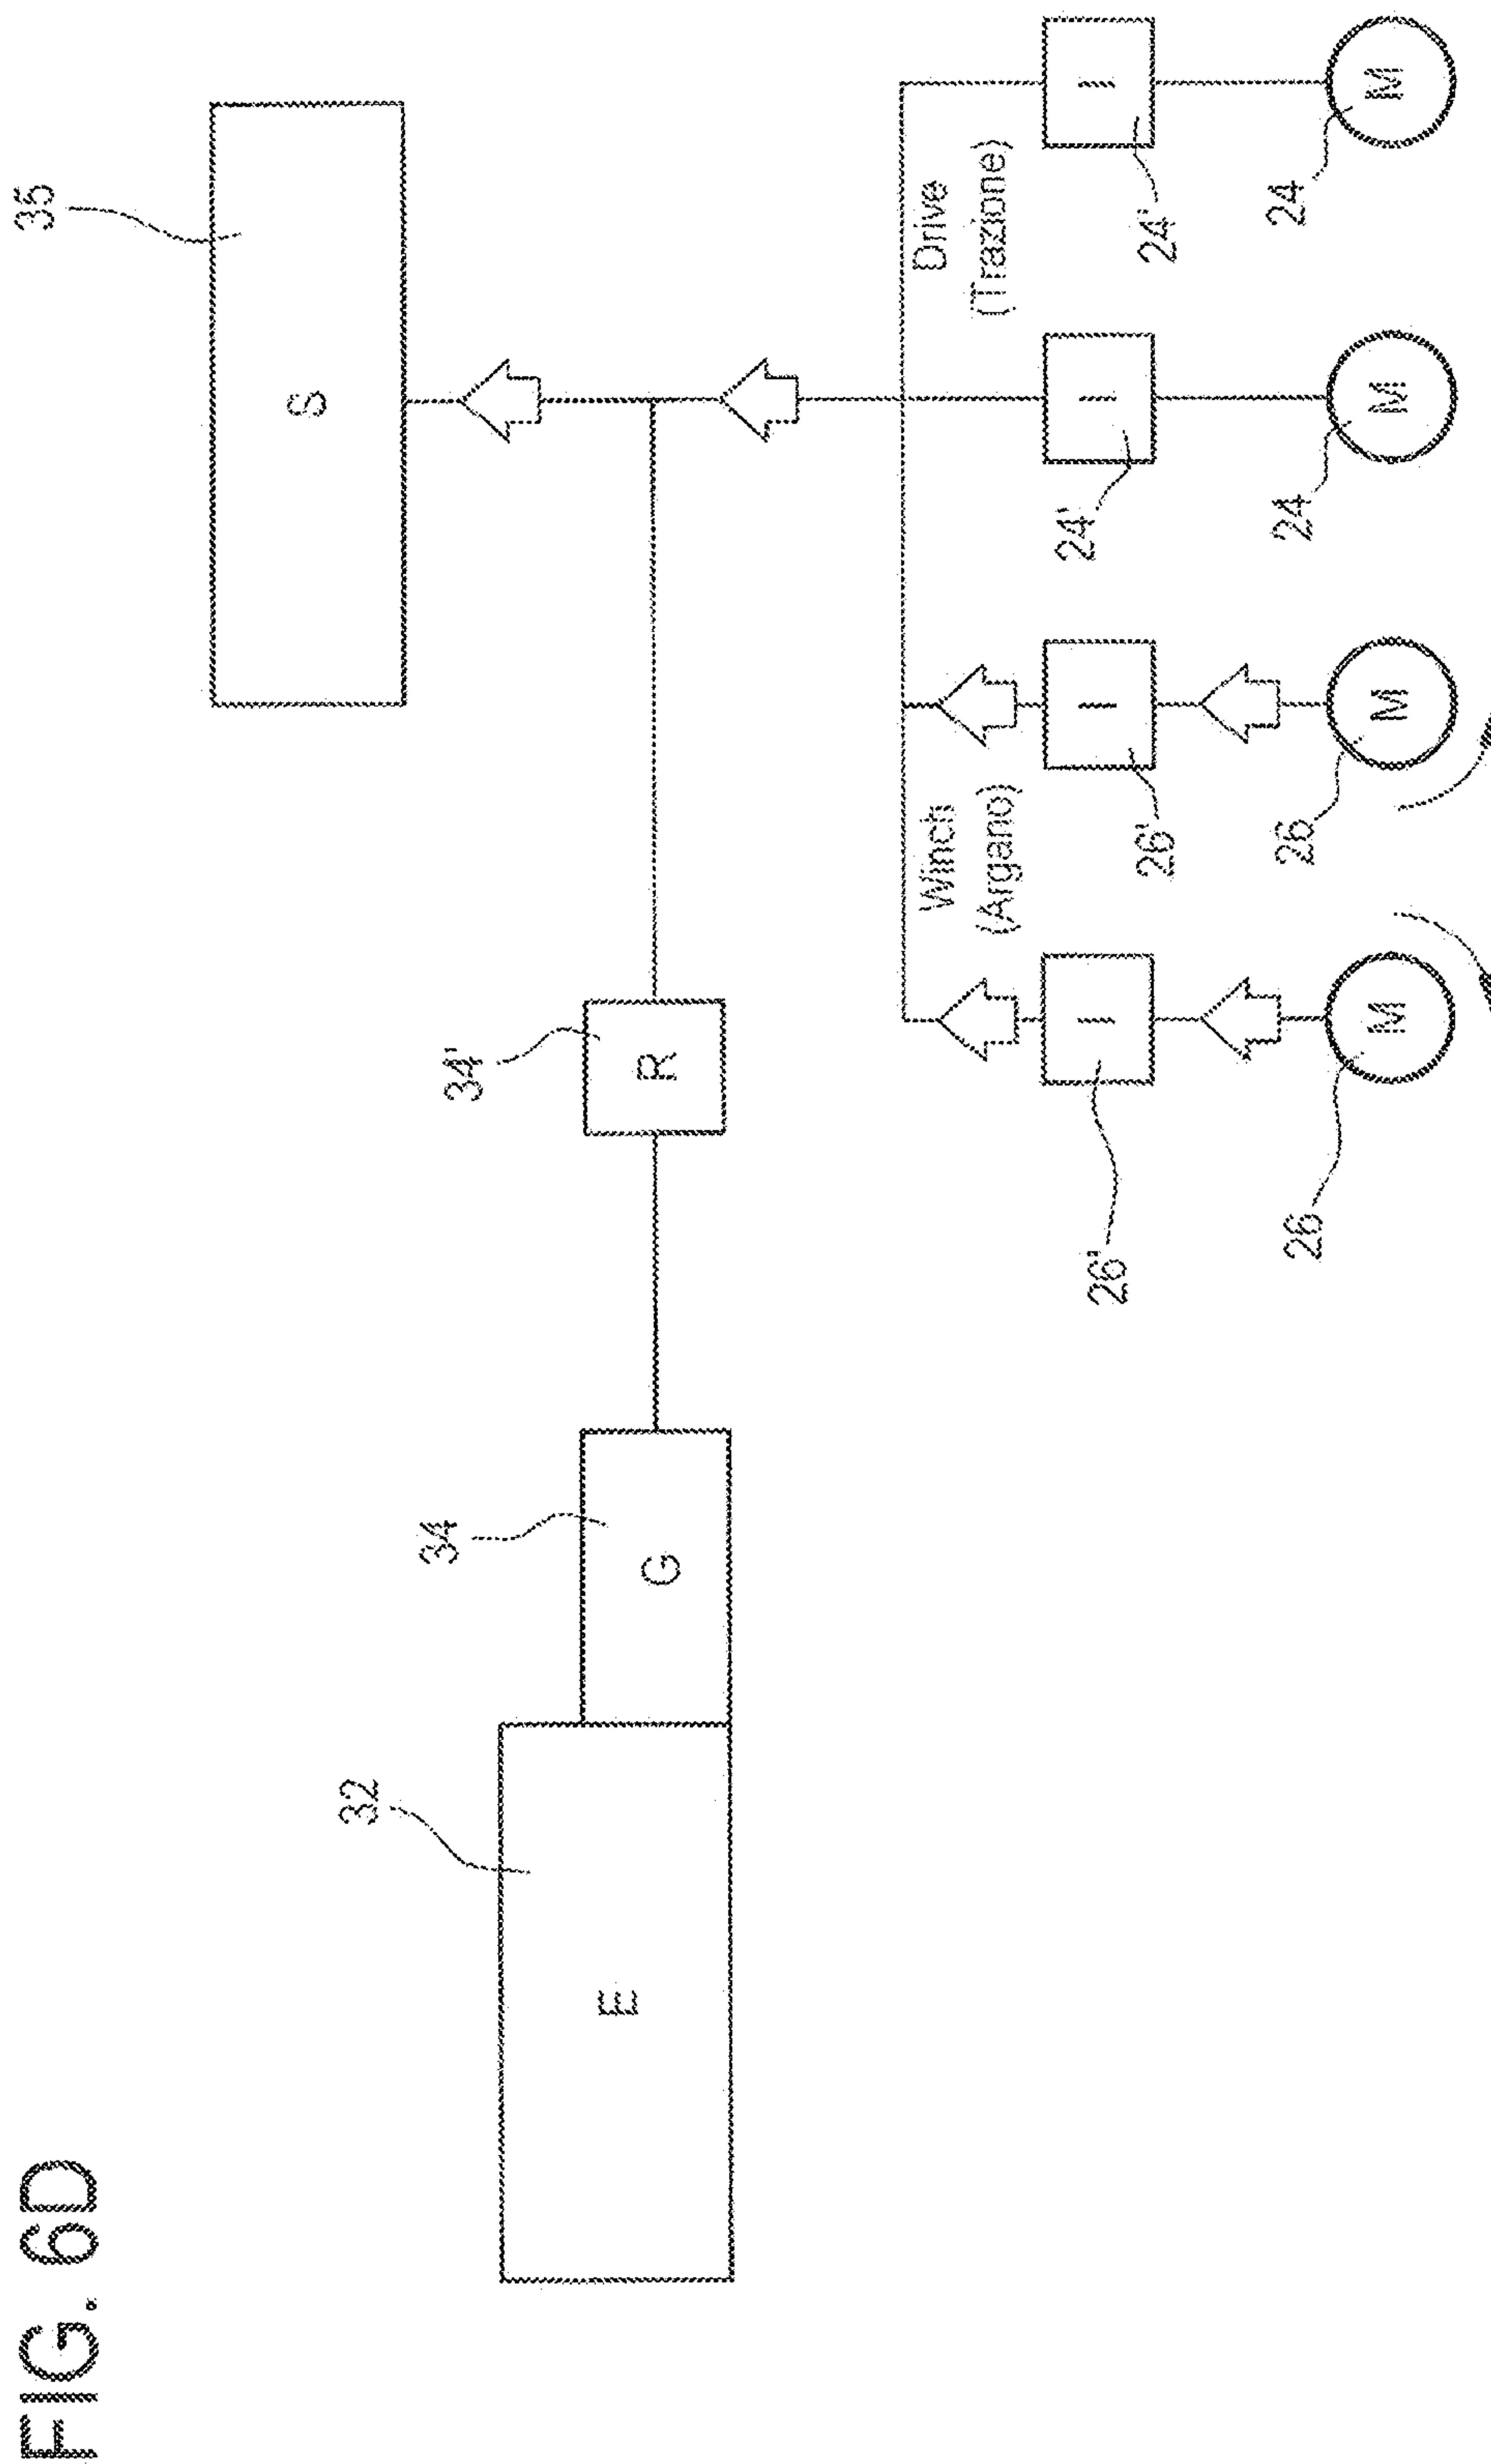 FIG. 6D
35
S
32
34
34'
E
G
R
Winch
(Argano)
Drive
(Trazione)
I
I
I
I
26'
26'
24'
24'
26
26
24
24
M
M
M
M